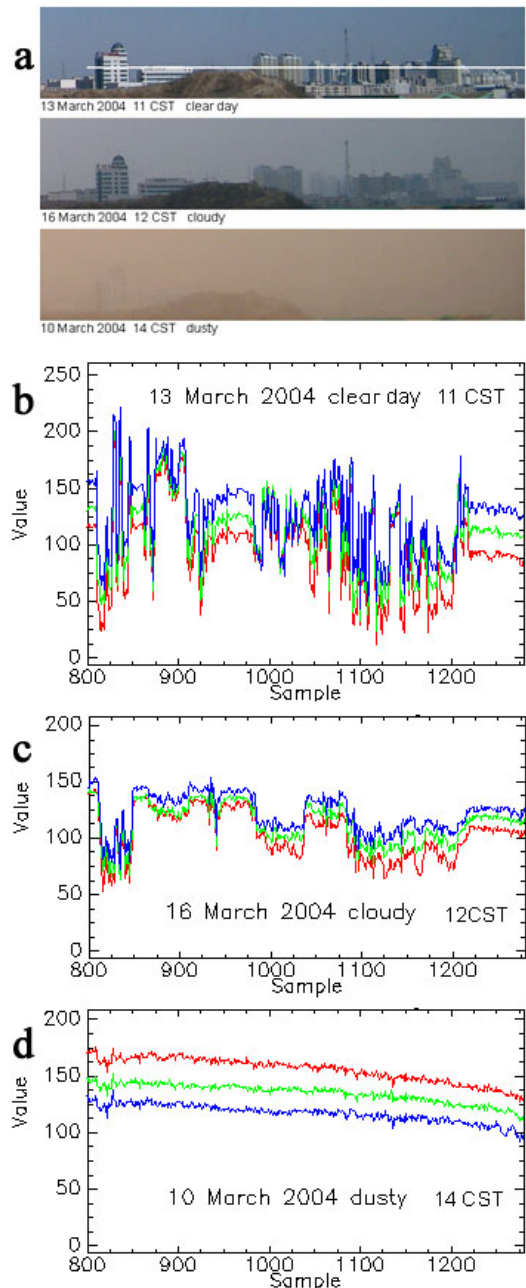 a
13 March 2004 11 CST clear day
16 March 2004 12 CST cloudy
10 March 2004 14 CST dusty
b
13 March 2004 clear day 11 CST
250
200
150
100
50
0
Value
800 900 1000 1100 1200
Sample
c
200
150
100
50
0
Value
16 March 2004 cloudy 12CST
800 900 1000 1100 1200
Sample
d
200
150
100
50
0
Value
10 March 2004 dusty 14 CST
800 900 1000 1100 1200
Sample